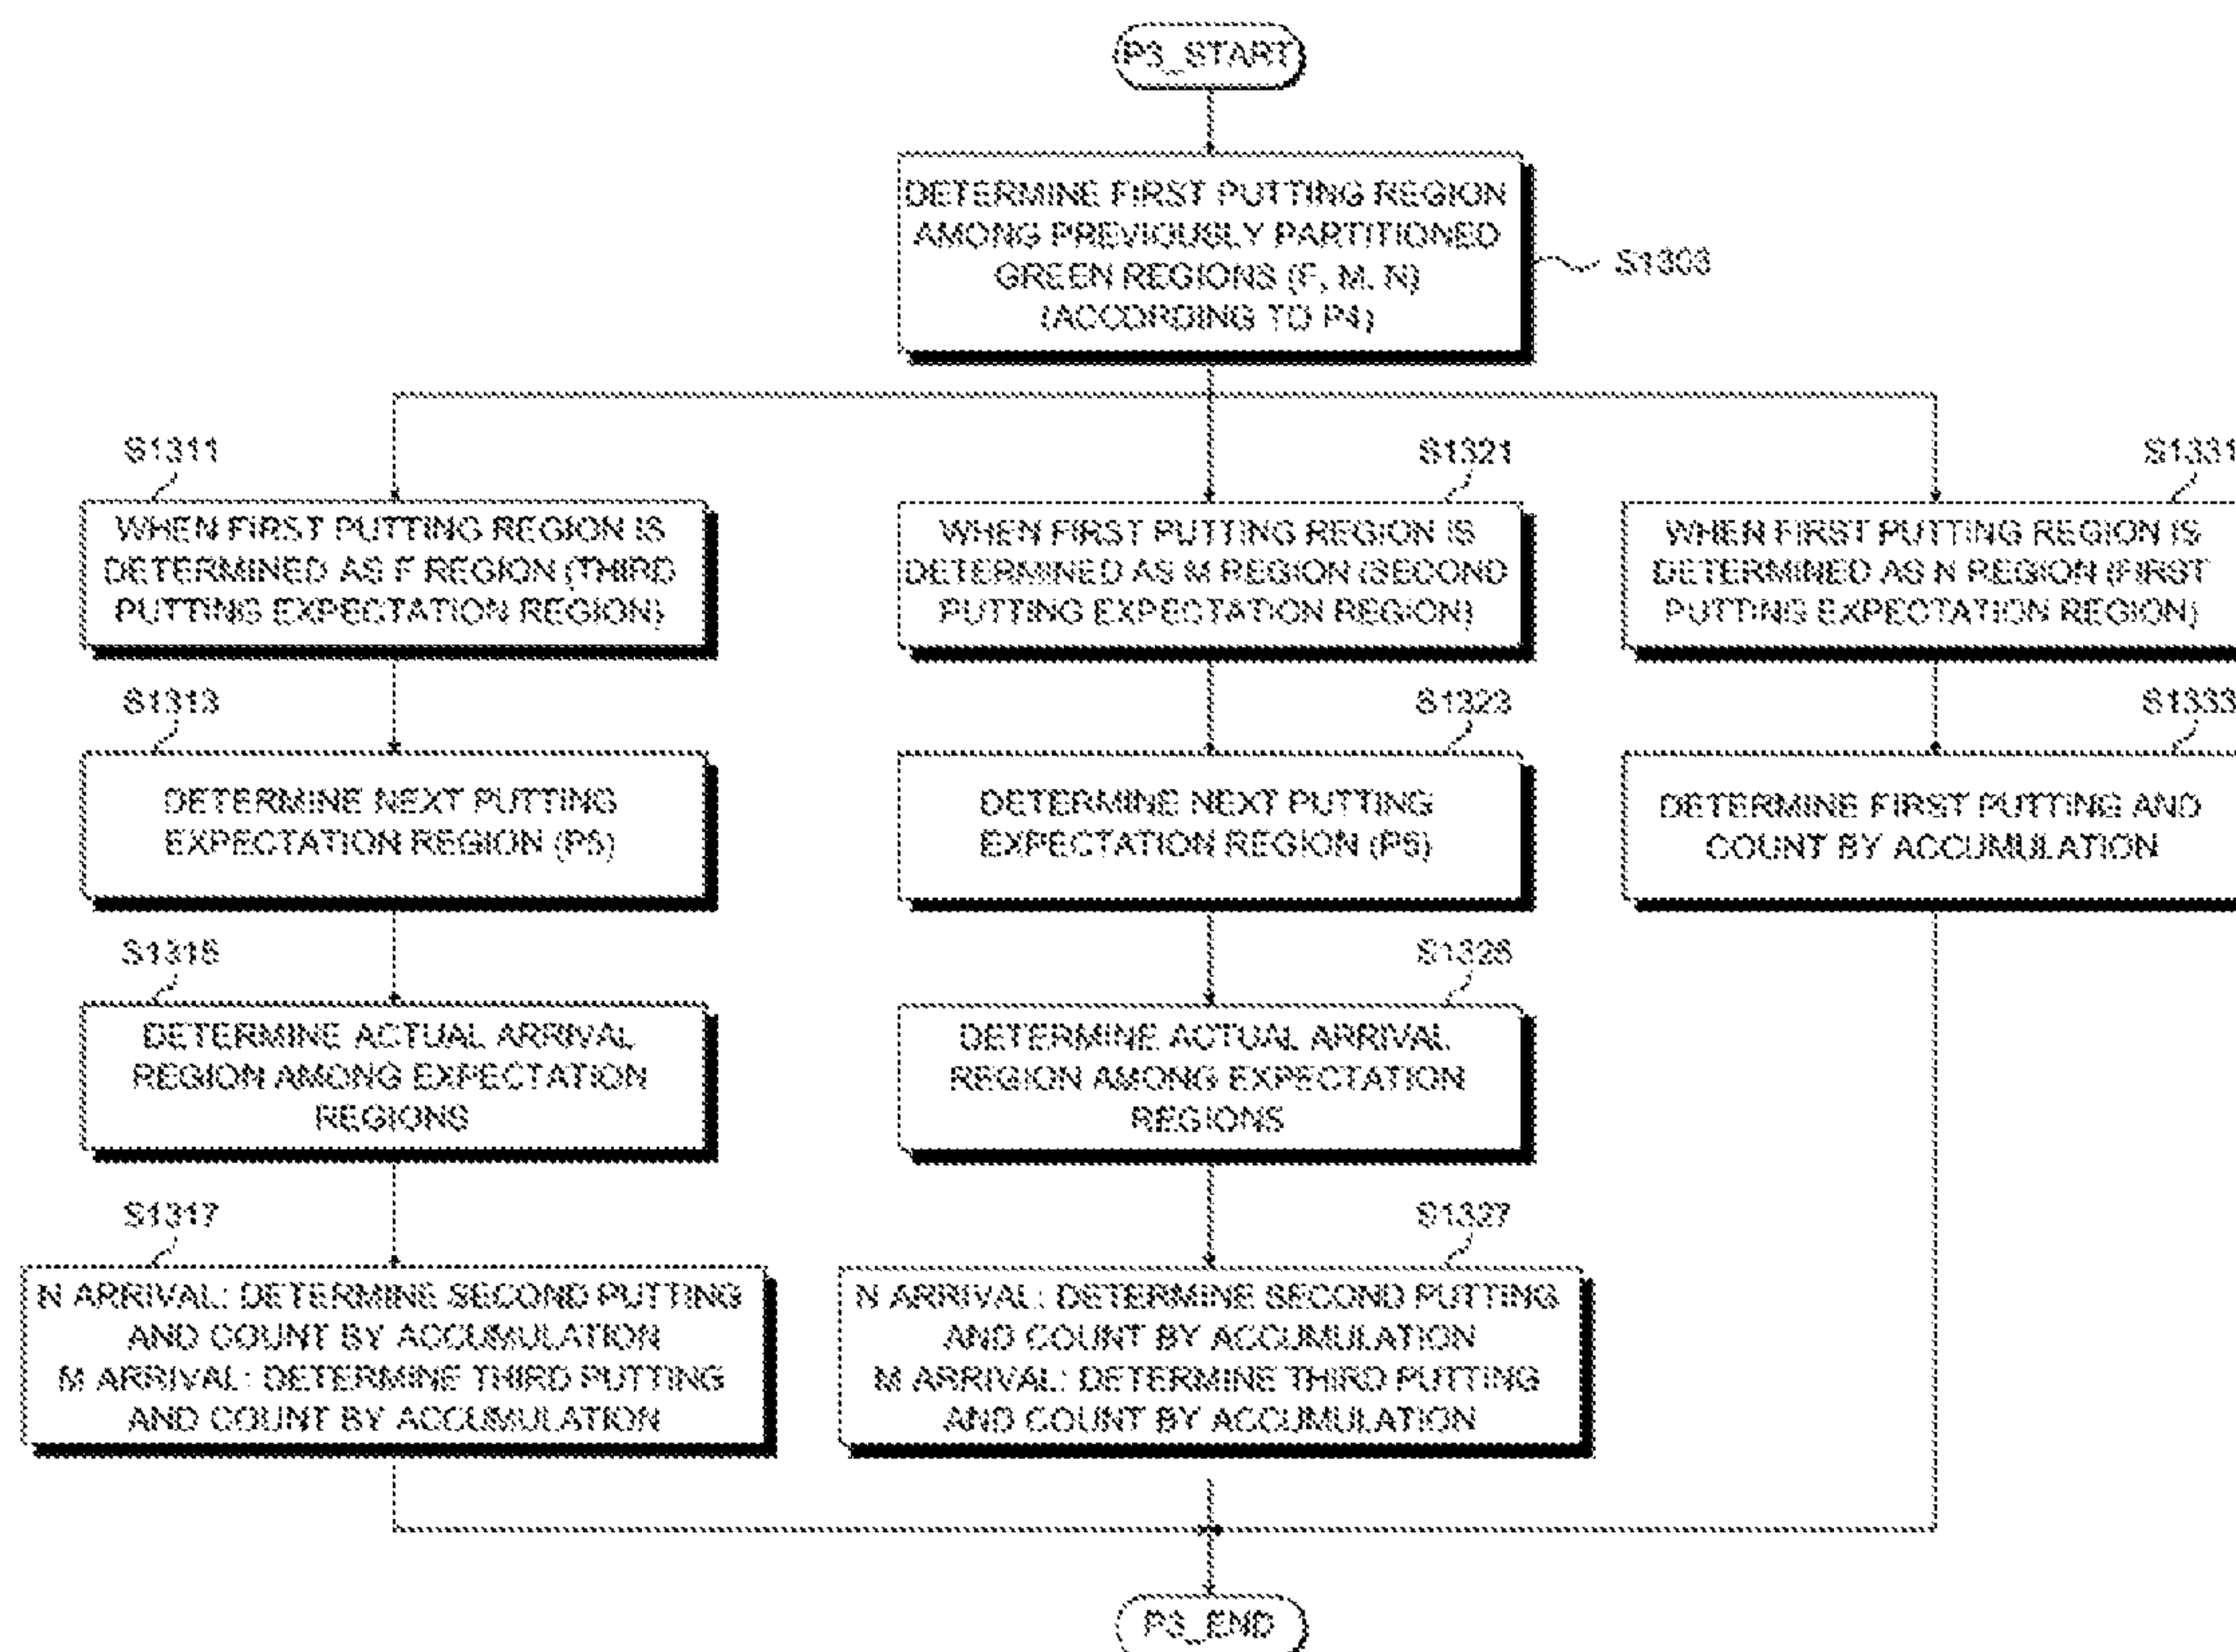 P3_START
DETERMINE FIRST PUTTING REGION
AMONG PREVIOUSLY PARTITIONED
GREEN REGIONS (F, M, N)
(ACCORDING TO P4)
S1303
S1311
WHEN FIRST PUTTING REGION IS
DETERMINED AS F REGION (THIRD
PUTTING EXPECTATION REGION)
S1321
WHEN FIRST PUTTING REGION IS
DETERMINED AS M REGION (SECOND
PUTTING EXPECTATION REGION)
S1331
WHEN FIRST PUTTING REGION IS
DETERMINED AS N REGION (FIRST
PUTTING EXPECTATION REGION)
S1313
DETERMINE NEXT PUTTING
EXPECTATION REGION (P5)
S1323
DETERMINE NEXT PUTTING
EXPECTATION REGION (P6)
S1333
DETERMINE FIRST PUTTING AND
COUNT BY ACCUMULATION
S1315
DETERMINE ACTUAL ARRIVAL
REGION AMONG EXPECTATION
REGIONS
S1325
DETERMINE ACTUAL ARRIVAL
REGION AMONG EXPECTATION
REGIONS
S1317
N ARRIVAL: DETERMINE SECOND PUTTING
AND COUNT BY ACCUMULATION
M ARRIVAL: DETERMINE THIRD PUTTING
AND COUNT BY ACCUMULATION
S1327
N ARRIVAL: DETERMINE SECOND PUTTING
AND COUNT BY ACCUMULATION
M ARRIVAL: DETERMINE THIRD PUTTING
AND COUNT BY ACCUMULATION
P3_END